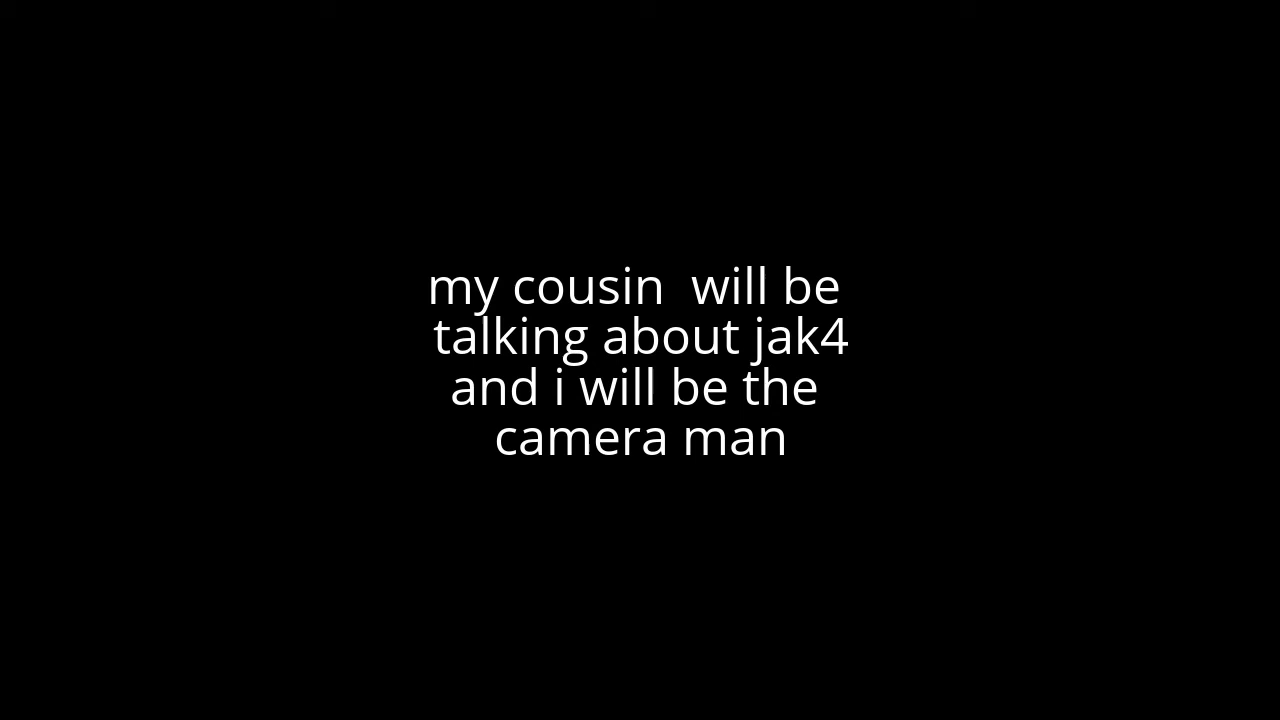 my cousin  will be
talking about jak4
and i will be the
camera man